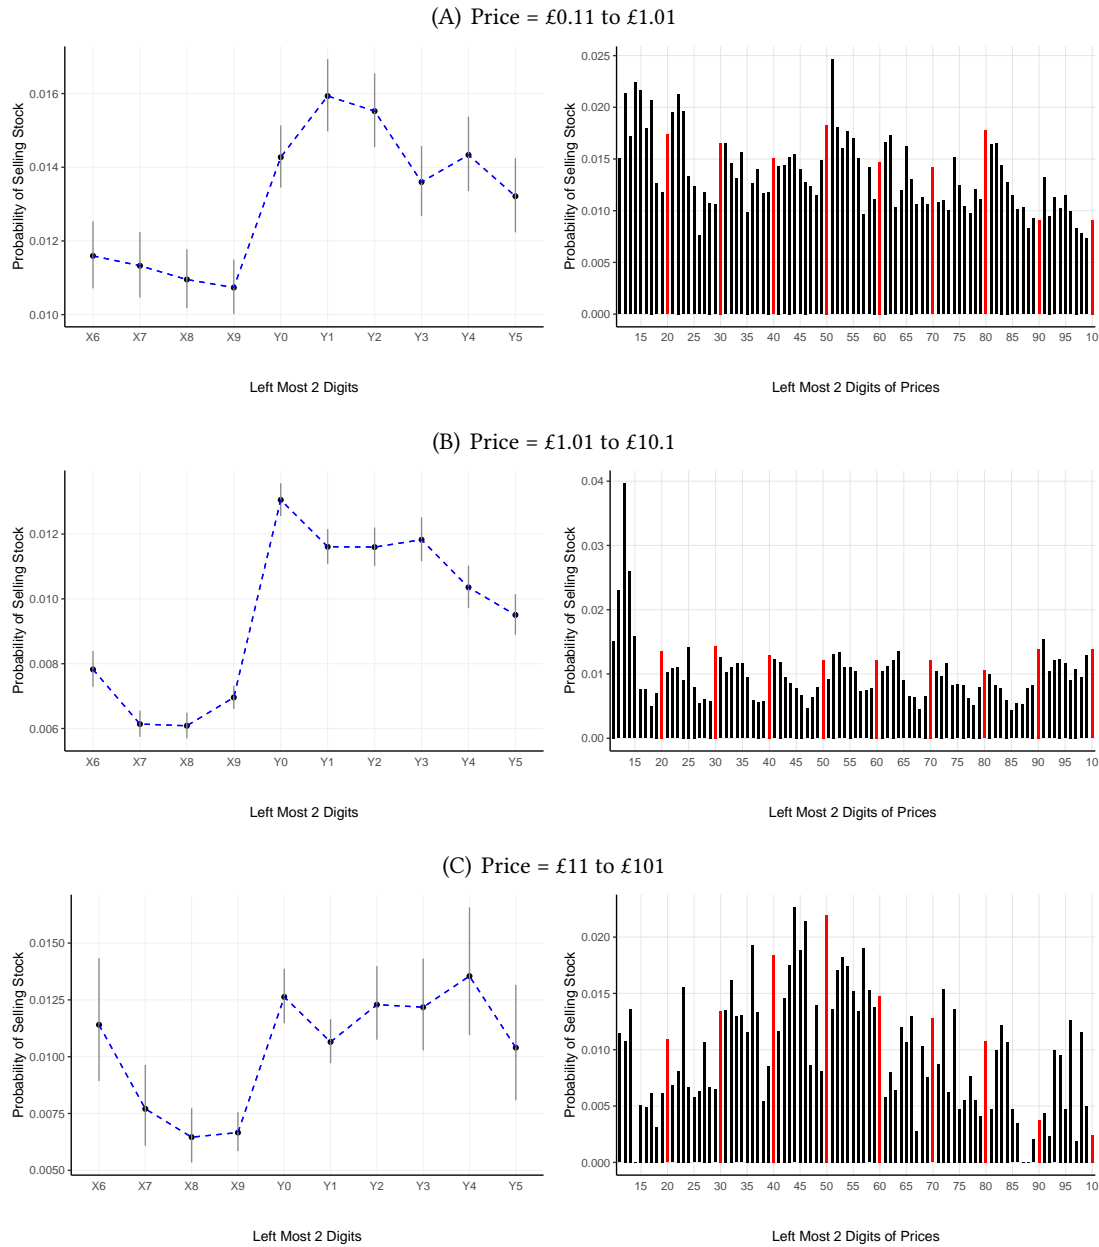 (A) Price = £0.11 to £1.01
Probability of Selling Stock
0.016
0.014
0.012
0.010
X6 X7 X8 X9 Y0 Y1 Y2 Y3 Y4 Y5
Left Most 2 Digits
Probability of Selling Stock
0.025
0.020
0.015
0.010
0.005
0.000
15 20 25 30 35 40 45 50 55 60 65 70 75 80 85 90 95 10
Left Most 2 Digits of Prices
(B) Price = £1.01 to £10.1
Probability of Selling Stock
0.012
0.010
0.008
0.006
X6 X7 X8 X9 Y0 Y1 Y2 Y3 Y4 Y5
Left Most 2 Digits
Probability of Selling Stock
0.04
0.03
0.02
0.01
0.00
15 20 25 30 35 40 45 50 55 60 65 70 75 80 85 90 95 10
Left Most 2 Digits of Prices
(C) Price = £11 to £101
Probability of Selling Stock
0.0150
0.0125
0.0100
0.0075
0.0050
X6 X7 X8 X9 Y0 Y1 Y2 Y3 Y4 Y5
Left Most 2 Digits
Probability of Selling Stock
0.020
0.015
0.010
0.005
0.000
15 20 25 30 35 40 45 50 55 60 65 70 75 80 85 90 95 10
Left Most 2 Digits of Prices